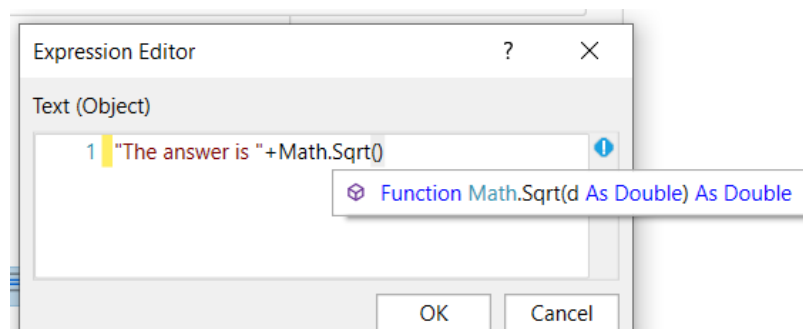 Expression Editor ? ×
Text (Object)
1 "The answer is "+Math.Sqrt()
Function Math.Sqrt(d As Double) As Double
OK Cancel